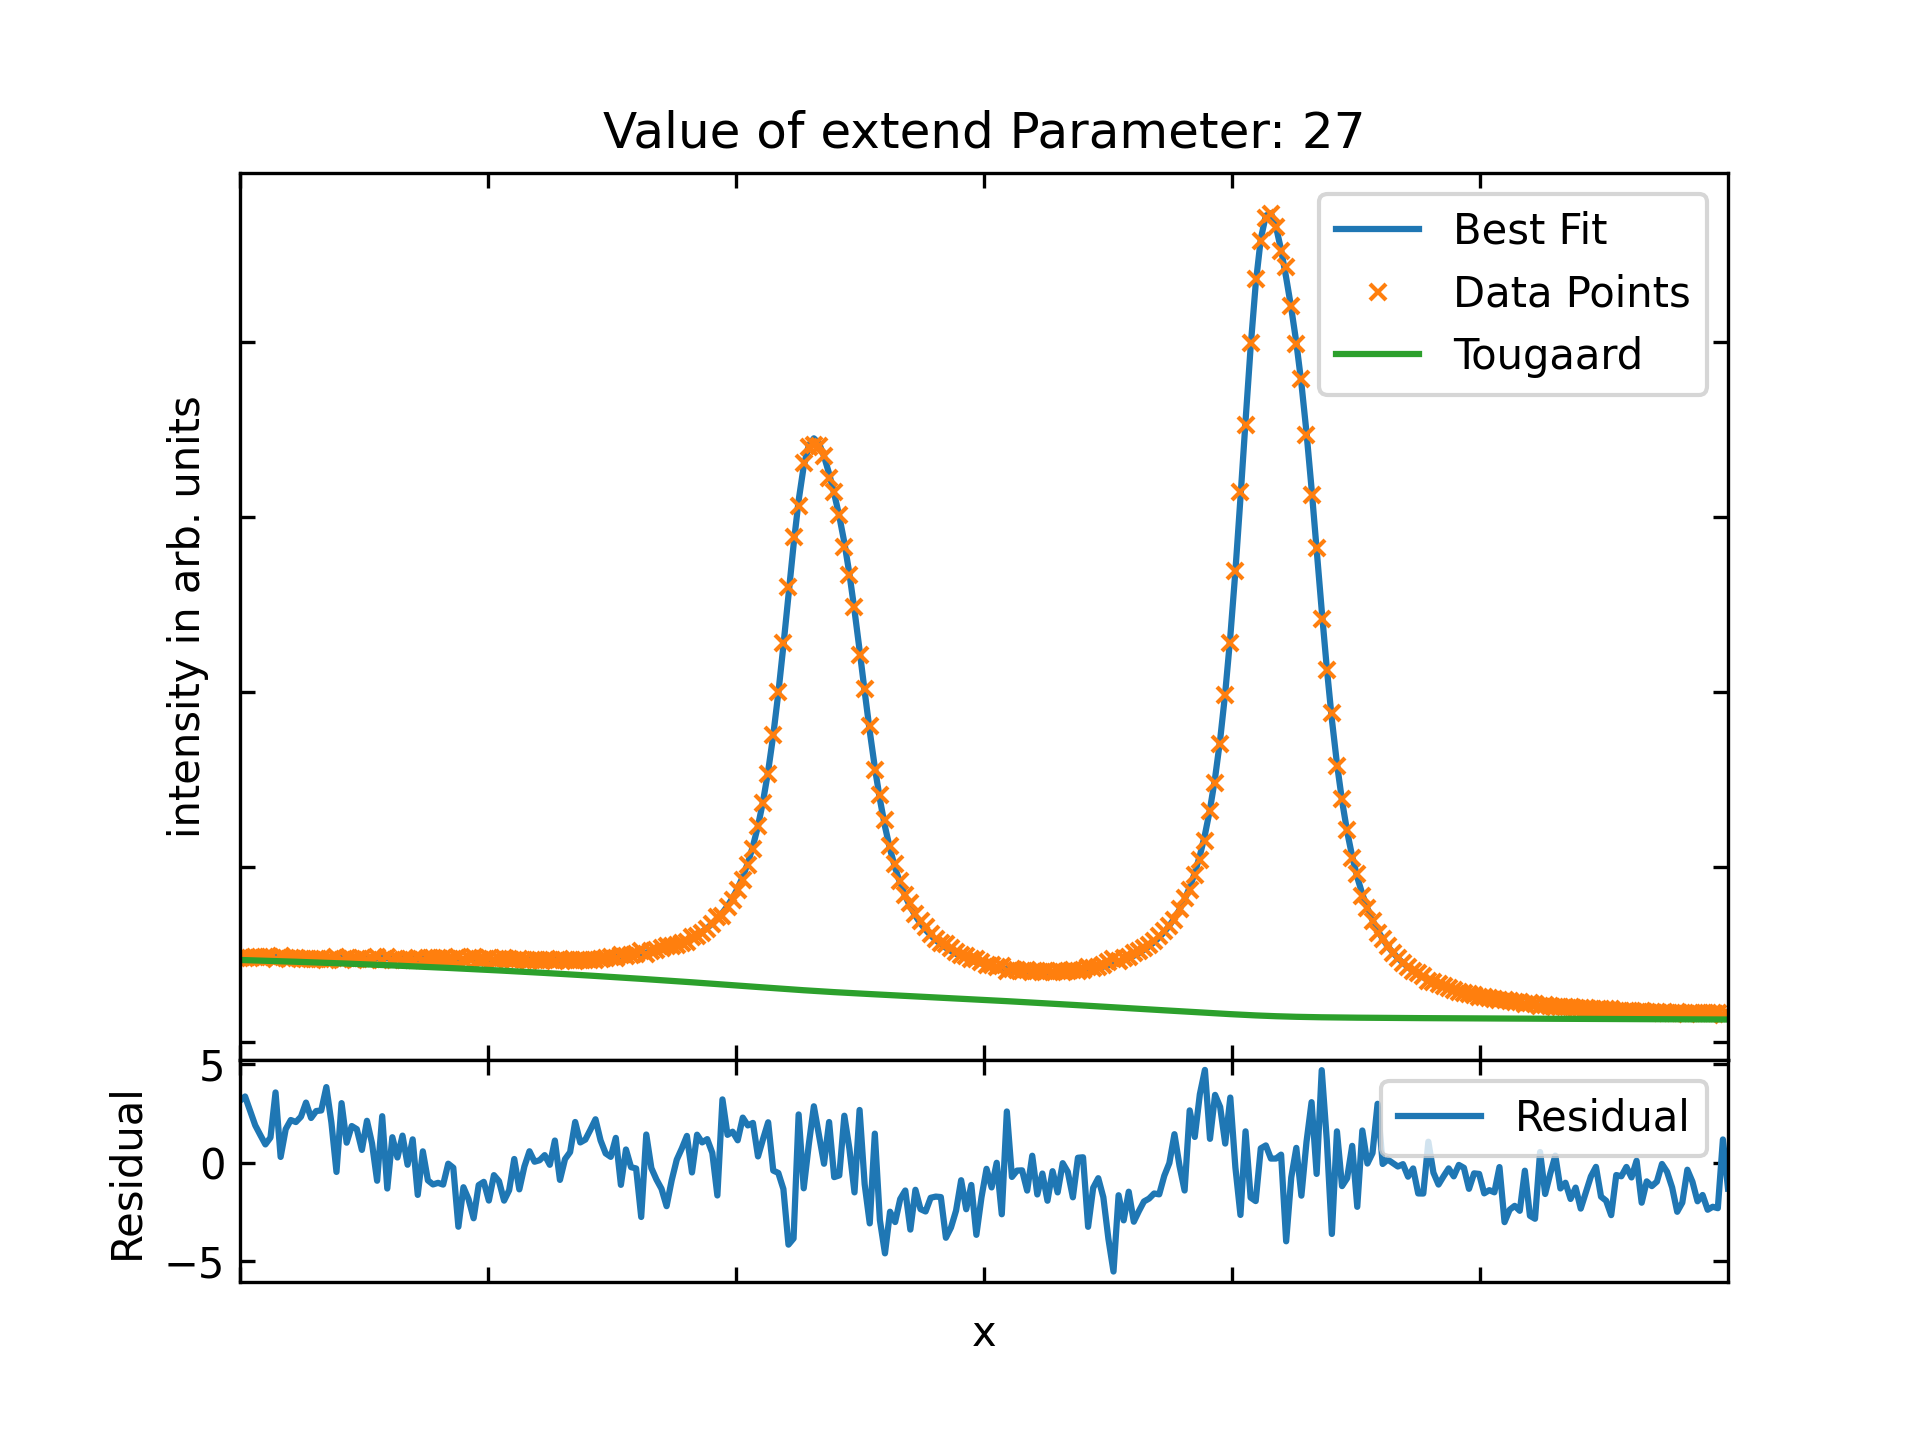 Value of extend Parameter: 27
intensity in arb. units
Best Fit
Data Points
Tougaard
Residual
5
0
−5
Residual
x